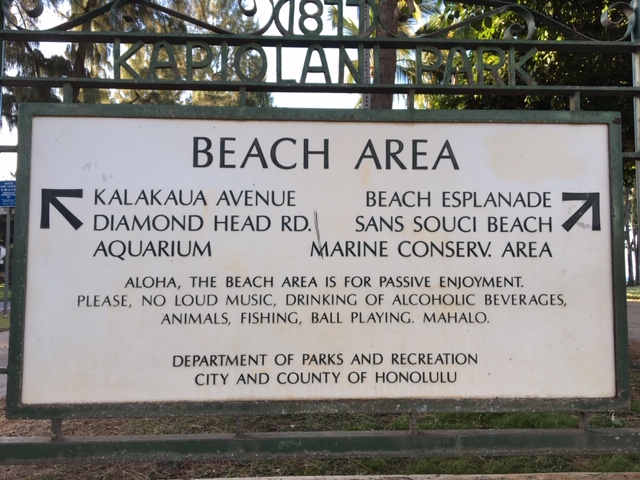 1877
KAPIOLANI PARK
BEACH AREA
KALAKAUA AVENUE BEACH ESPLANADE
DIAMOND HEAD RD. SANS SOUCI BEACH
AQUARIUM MARINE CONSERV. AREA
ALOHA, THE BEACH AREA IS FOR PASSIVE ENJOYMENT.
PLEASE, NO LOUD MUSIC, DRINKING OF ALCOHOLIC BEVERAGES,
ANIMALS, FISHING, BALL PLAYING. MAHALO.
DEPARTMENT OF PARKS AND RECREATION
CITY AND COUNTY OF HONOLULU